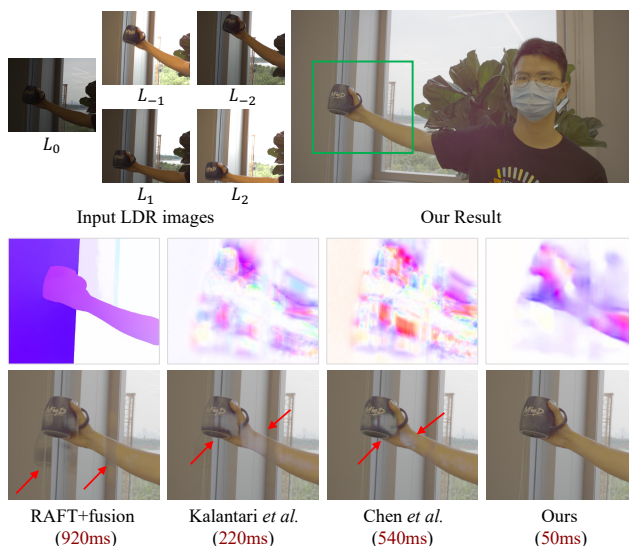 L₋₁
L₋₂
L₀
L₁
L₂
Input LDR images
Our Result
RAFT+fusion
Kalantari et al.
Chen et al.
Ours
(920ms)
(220ms)
(540ms)
(50ms)